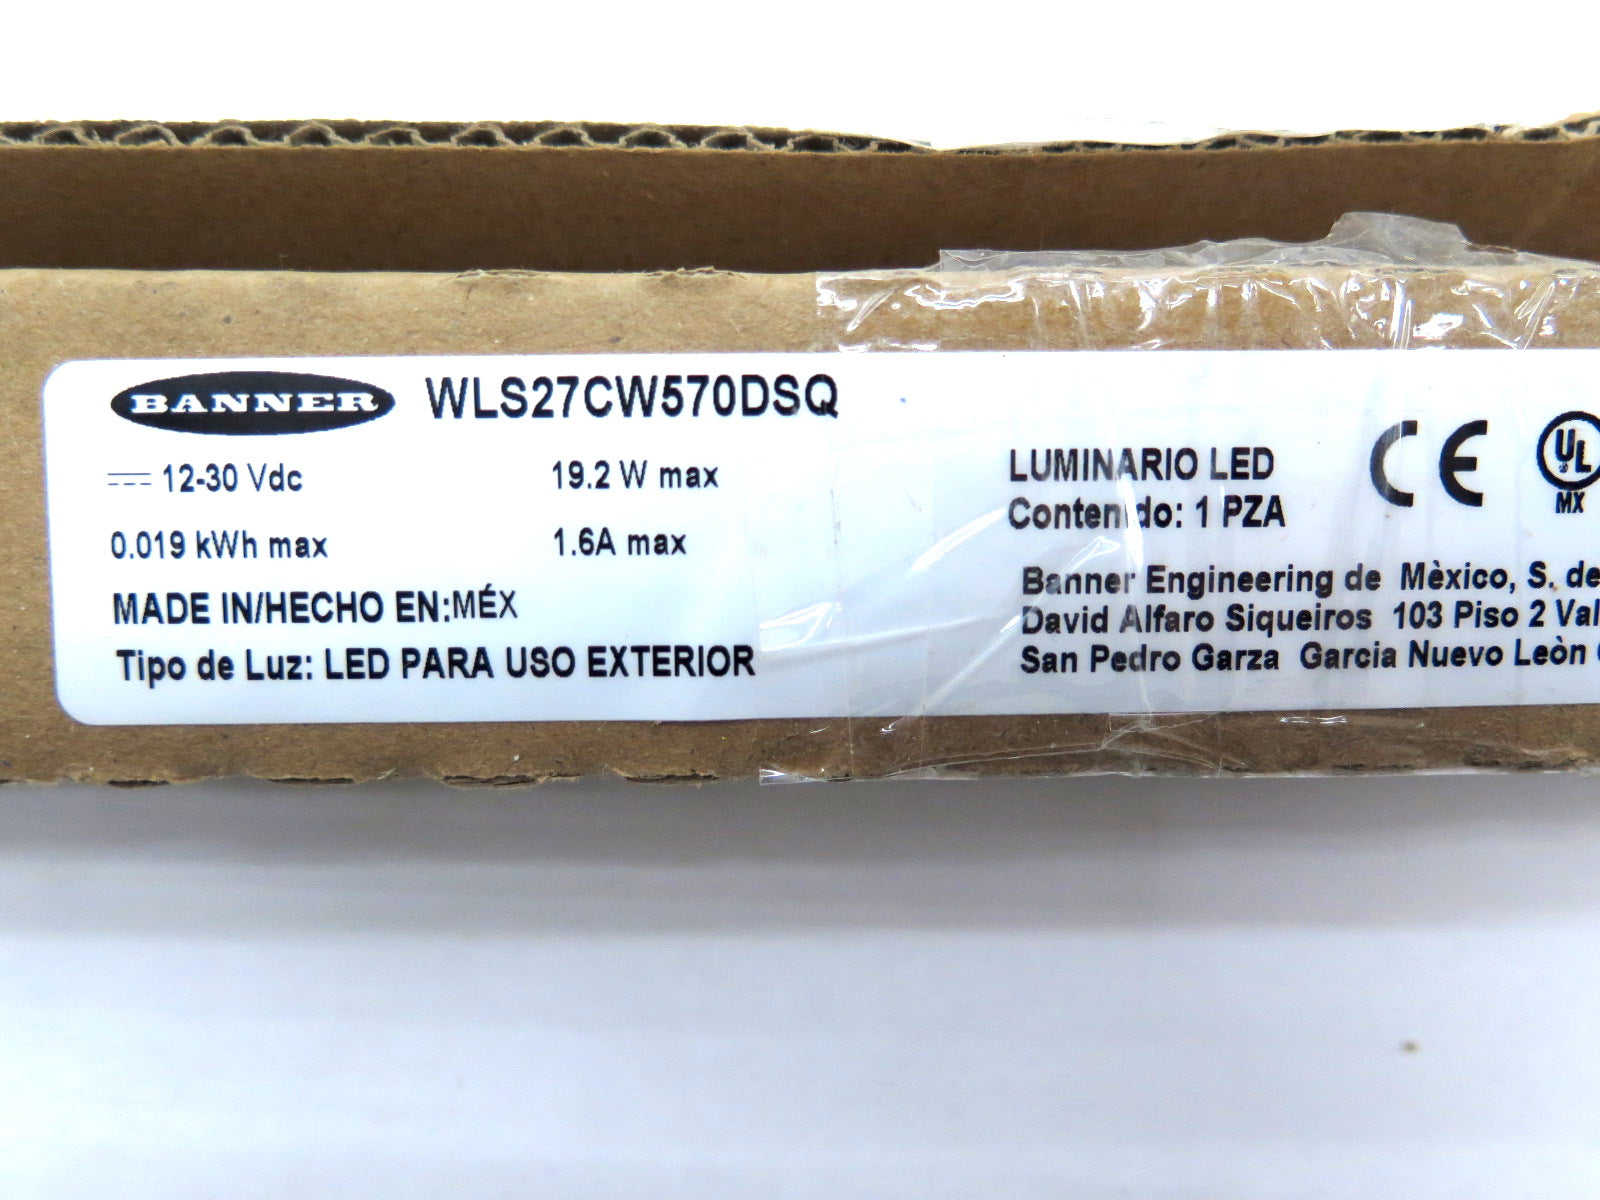 BANNER WLS27CW570DSQ
12-30 Vdc 19.2 W max
0.019 kWh max 1.6A max
MADE IN/HECHO EN:MÉX
Tipo de Luz: LED PARA USO EXTERIOR
LUMINARIO LED
Contenido: 1 PZA
CE UL
MX
Banner Engineering de Mèxico, S. de
David Alfaro Siqueiros 103 Piso 2 Val
San Pedro Garza Garcia Nuevo Leòn